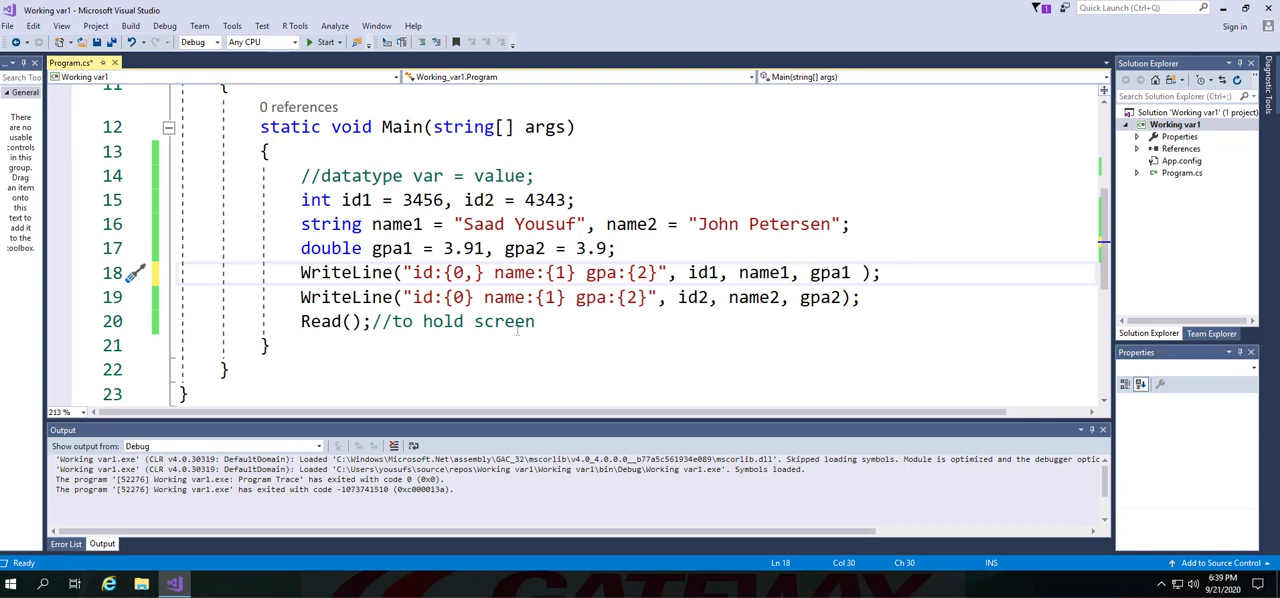 Working var1 - Microsoft Visual Studio
1
Quick Launch (Ctrl+Q)
File Edit View Project Build Debug Team Tools Test R Tools Analyze Window Help
Sign in
Debug Any CPU Start
Program.cs*
Search Too
Working var1
Working_var1.Program
Main(string[] args)
General
There are no usable controls in this group. Drag an item onto this text to add it to the toolbox.
11 {
0 references
12 static void Main(string[] args)
13 {
14 //datatype var = value;
15 int id1 = 3456, id2 = 4343;
16 string name1 = "Saad Yousuf", name2 = "John Petersen";
17 double gpa1 = 3.91, gpa2 = 3.9;
18 WriteLine("id:{0,} name:{1} gpa:{2}", id1, name1, gpa1 );
19 WriteLine("id:{0} name:{1} gpa:{2}", id2, name2, gpa2);
20 Read();//to hold screen
21 }
22 }
23 }
213 %
Solution Explorer
Search Solution Explorer (Ctrl+;)
Solution 'Working var1' (1 project)
Working var1
Properties
References
App.config
Program.cs
Solution Explorer Team Explorer
Properties
Diagnostic Tools
Output
Show output from: Debug
'Working var1.exe' (CLR v4.0.30319: DefaultDomain): Loaded 'C:\Windows\Microsoft.Net\assembly\GAC_32\mscorlib\v4.0_4.0.0.0__b77a5c561934e089\mscorlib.dll'. Skipped loading symbols. Module is optimized and the debugger optio
'Working var1.exe' (CLR v4.0.30319: DefaultDomain): Loaded 'C:\Users\yousufs\source\repos\Working var1\Working var1\bin\Debug\Working var1.exe'. Symbols loaded.
The program '[52276] Working var1.exe: Program Trace' has exited with code 0 (0x0).
The program '[52276] Working var1.exe' has exited with code -1073741510 (0xc000013a).
Error List Output
Ready
Ln 18 Col 30 Ch 30 INS
Add to Source Control
6:39 PM
9/21/2020
GATEWAY